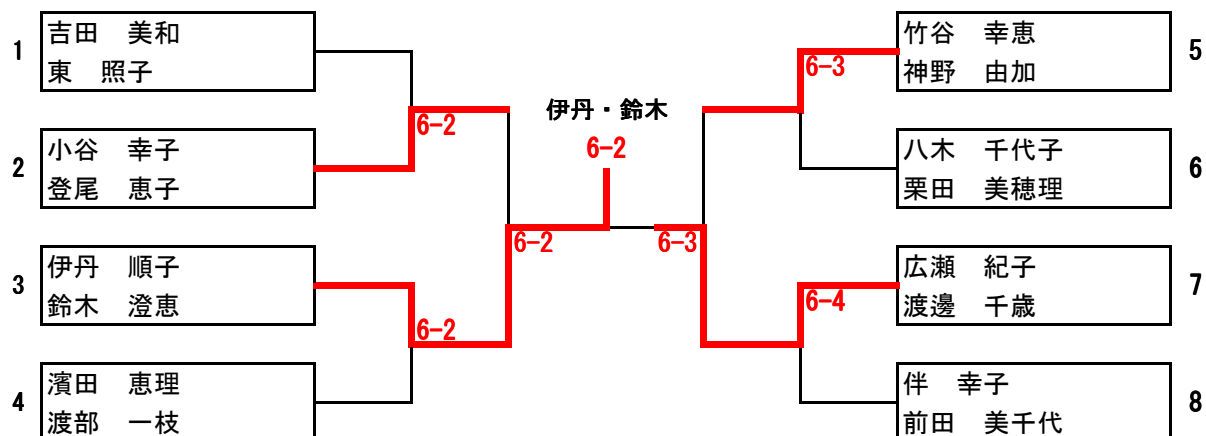 1
吉田　美和
東　照子
2
小谷　幸子
登尾　恵子
3
伊丹　順子
鈴木　澄恵
4
濱田　恵理
渡部　一枝
6-2
6-2
6-2
伊丹・鈴木
6-2
6-3
6-3
6-4
竹谷　幸恵
神野　由加
5
八木　千代子
栗田　美穂理
6
広瀬　紀子
渡邊　千歳
7
伴　幸子
前田　美千代
8